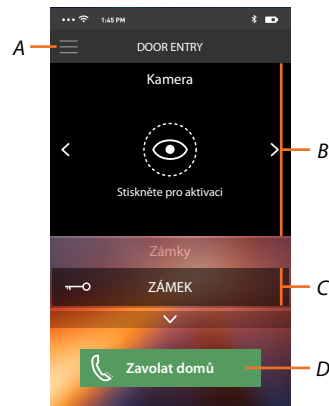 1:45 PM
A
DOOR ENTRY
Kamera
B
Stiskněte pro aktivaci
Zámky
ZÁMEK
C
Zavolat domů
D